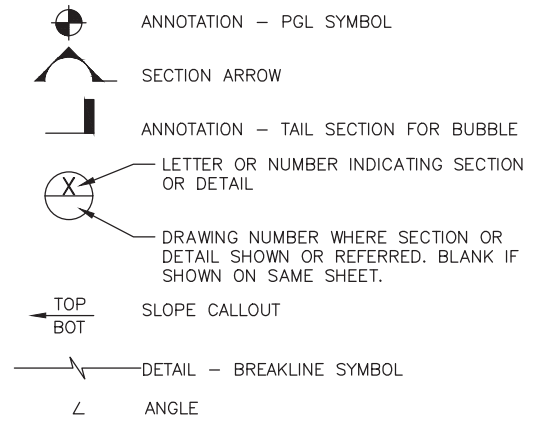 ANNOTATION – PGL SYMBOL
SECTION ARROW
ANNOTATION – TAIL SECTION FOR BUBBLE
X
LETTER OR NUMBER INDICATING SECTION
OR DETAIL
DRAWING NUMBER WHERE SECTION OR
DETAIL SHOWN OR REFERRED. BLANK IF
SHOWN ON SAME SHEET.
TOP
BOT
SLOPE CALLOUT
DETAIL – BREAKLINE SYMBOL
∠ ANGLE